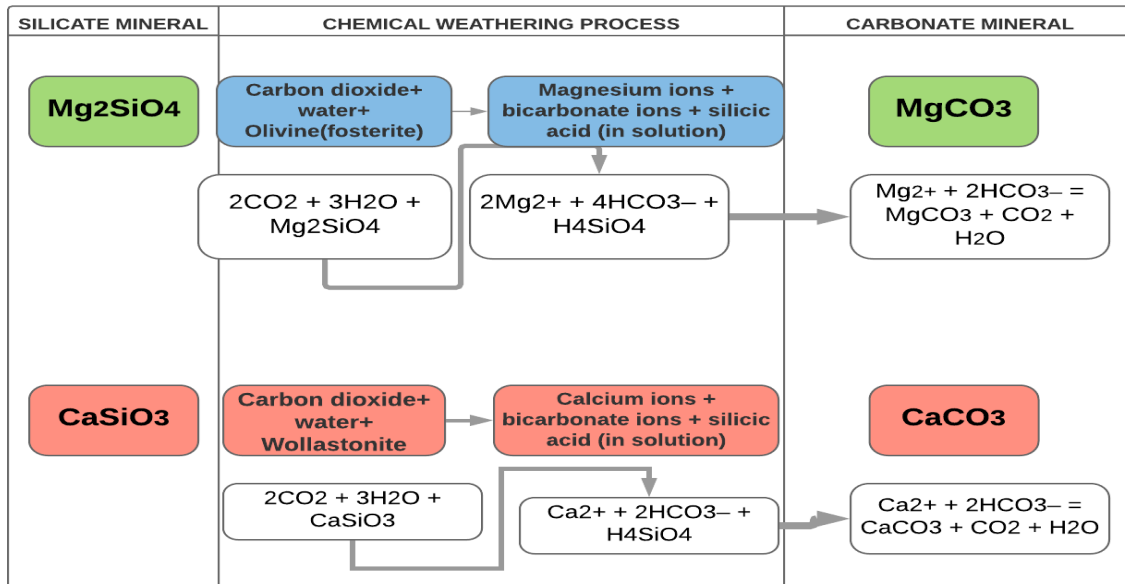 SILICATE MINERAL
CHEMICAL WEATHERING PROCESS
CARBONATE MINERAL
Mg2SiO4
Carbon dioxide+
water+
Olivine(fosterite)
Magnesium ions +
bicarbonate ions + silicic
acid (in solution)
MgCO3
2CO2 + 3H2O +
Mg2SiO4
2Mg2+ + 4HCO3– +
H4SiO4
Mg2+ + 2HCO3– =
MgCO3 + CO2 +
H2O
CaSiO3
Carbon dioxide+
water+
Wollastonite
Calcium ions +
bicarbonate ions + silicic
acid (in solution)
CaCO3
2CO2 + 3H2O +
CaSiO3
Ca2+ + 2HCO3– +
H4SiO4
Ca2+ + 2HCO3– =
CaCO3 + CO2 + H2O